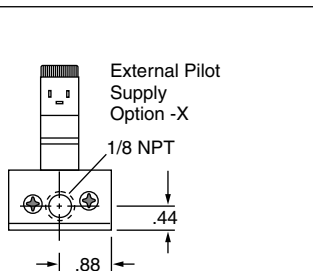 External Pilot
Supply
Option -X
1/8 NPT
.44
.88